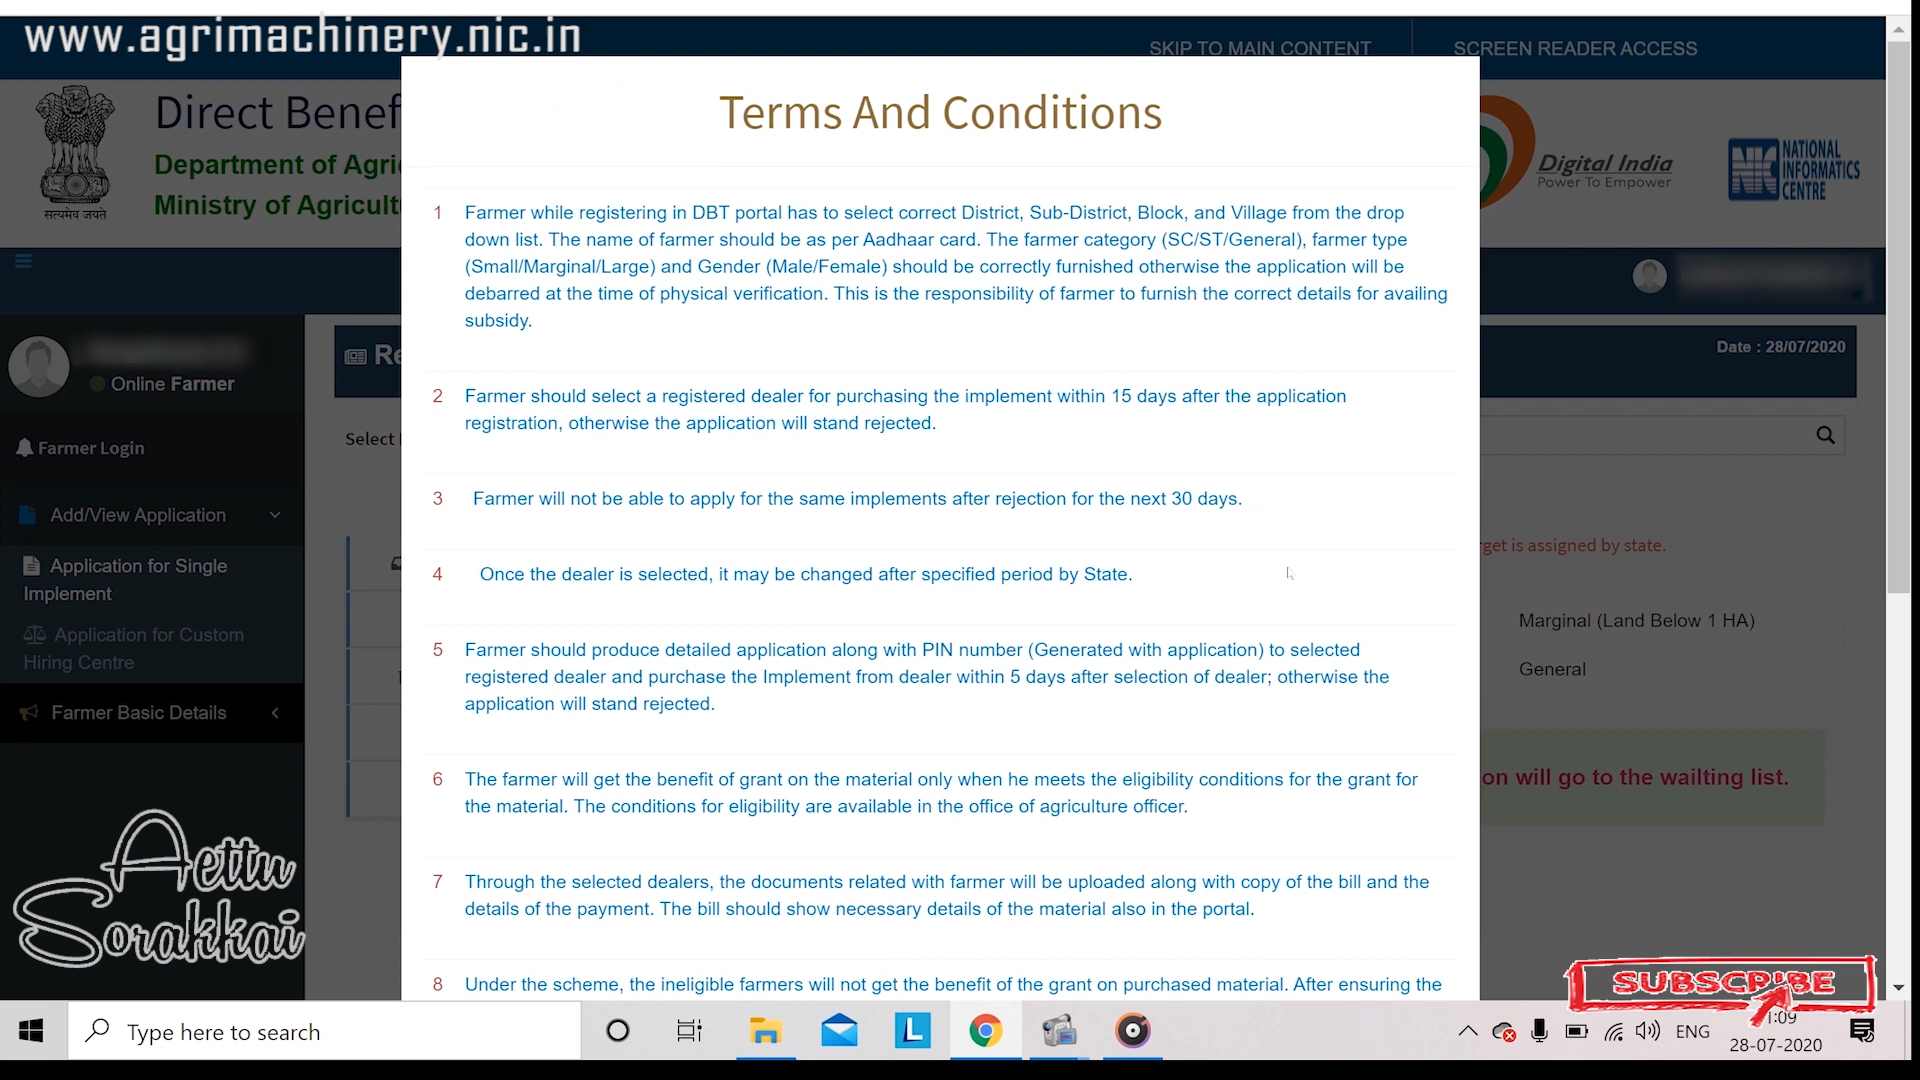 www.agrimachinery.nic.in
SKIP TO MAIN CONTENT
SCREEN READER ACCESS
Direct Benef
Department of Agri
Ministry of Agricult
सत्यमेव जयते
Digital India
Power To Empower
NIC NATIONAL
INFORMATICS
CENTRE
Terms And Conditions
1 Farmer while registering in DBT portal has to select correct District, Sub-District, Block, and Village from the drop
down list. The name of farmer should be as per Aadhaar card. The farmer category (SC/ST/General), farmer type
(Small/Marginal/Large) and Gender (Male/Female) should be correctly furnished otherwise the application will be
debarred at the time of physical verification. This is the responsibility of farmer to furnish the correct details for availing
subsidy.
2 Farmer should select a registered dealer for purchasing the implement within 15 days after the application
registration, otherwise the application will stand rejected.
3 Farmer will not be able to apply for the same implements after rejection for the next 30 days.
4 Once the dealer is selected, it may be changed after specified period by State.
5 Farmer should produce detailed application along with PIN number (Generated with application) to selected
registered dealer and purchase the Implement from dealer within 5 days after selection of dealer; otherwise the
application will stand rejected.
6 The farmer will get the benefit of grant on the material only when he meets the eligibility conditions for the grant for
the material. The conditions for eligibility are available in the office of agriculture officer.
7 Through the selected dealers, the documents related with farmer will be uploaded along with copy of the bill and the
details of the payment. The bill should show necessary details of the material also in the portal.
8 Under the scheme, the ineligible farmers will not get the benefit of the grant on purchased material. After ensuring the
Online Farmer
Farmer Login
Add/View Application
Application for Single
Implement
Application for Custom
Hiring Centre
Farmer Basic Details
Re
Select
Date : 28/07/2020
rget is assigned by state.
Marginal (Land Below 1 HA)
General
on will go to the wailting list.
Aettu
Sorakkai
SUBSCRIBE
Type here to search
L
ENG
1:09
28-07-2020